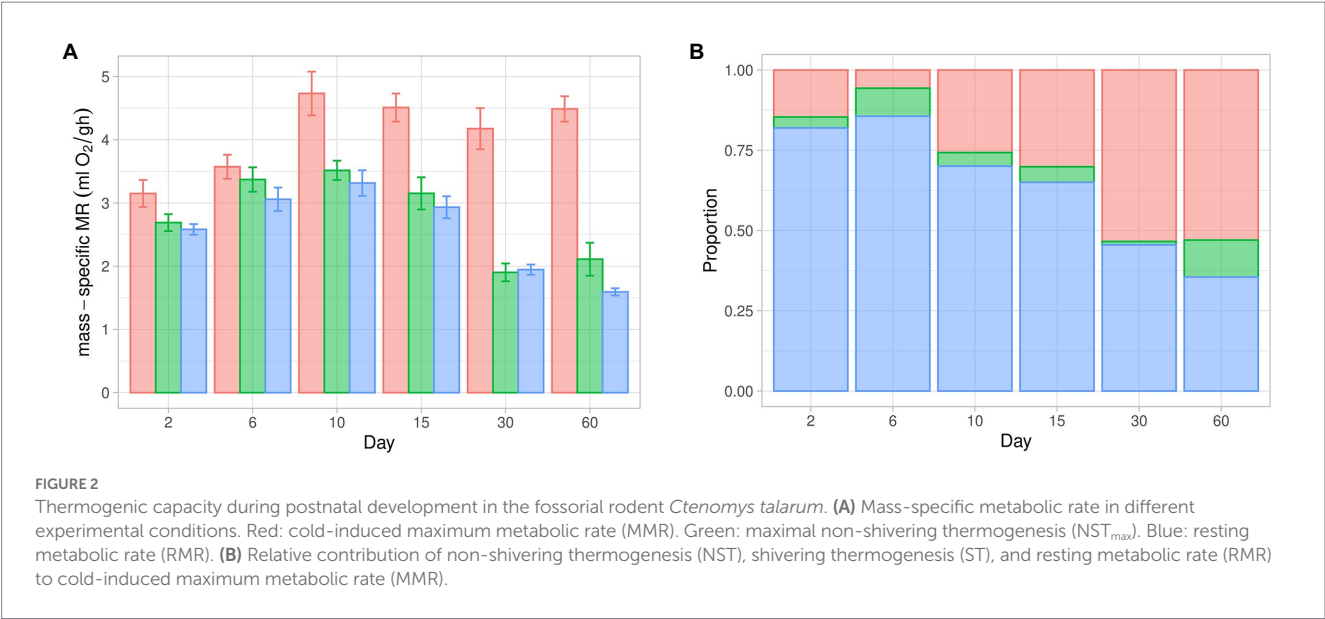 A
B
mass – specific MR (ml O₂/gh)
5
4
3
2
1
0
2 6 10 15 30 60
Day
Proportion
1.00
0.75
0.50
0.25
0.00
2 6 10 15 30 60
Day
FIGURE 2
Thermogenic capacity during postnatal development in the fossorial rodent Ctenomys talarum. (A) Mass-specific metabolic rate in different
experimental conditions. Red: cold-induced maximum metabolic rate (MMR). Green: maximal non-shivering thermogenesis (NSTmax). Blue: resting
metabolic rate (RMR). (B) Relative contribution of non-shivering thermogenesis (NST), shivering thermogenesis (ST), and resting metabolic rate (RMR)
to cold-induced maximum metabolic rate (MMR).